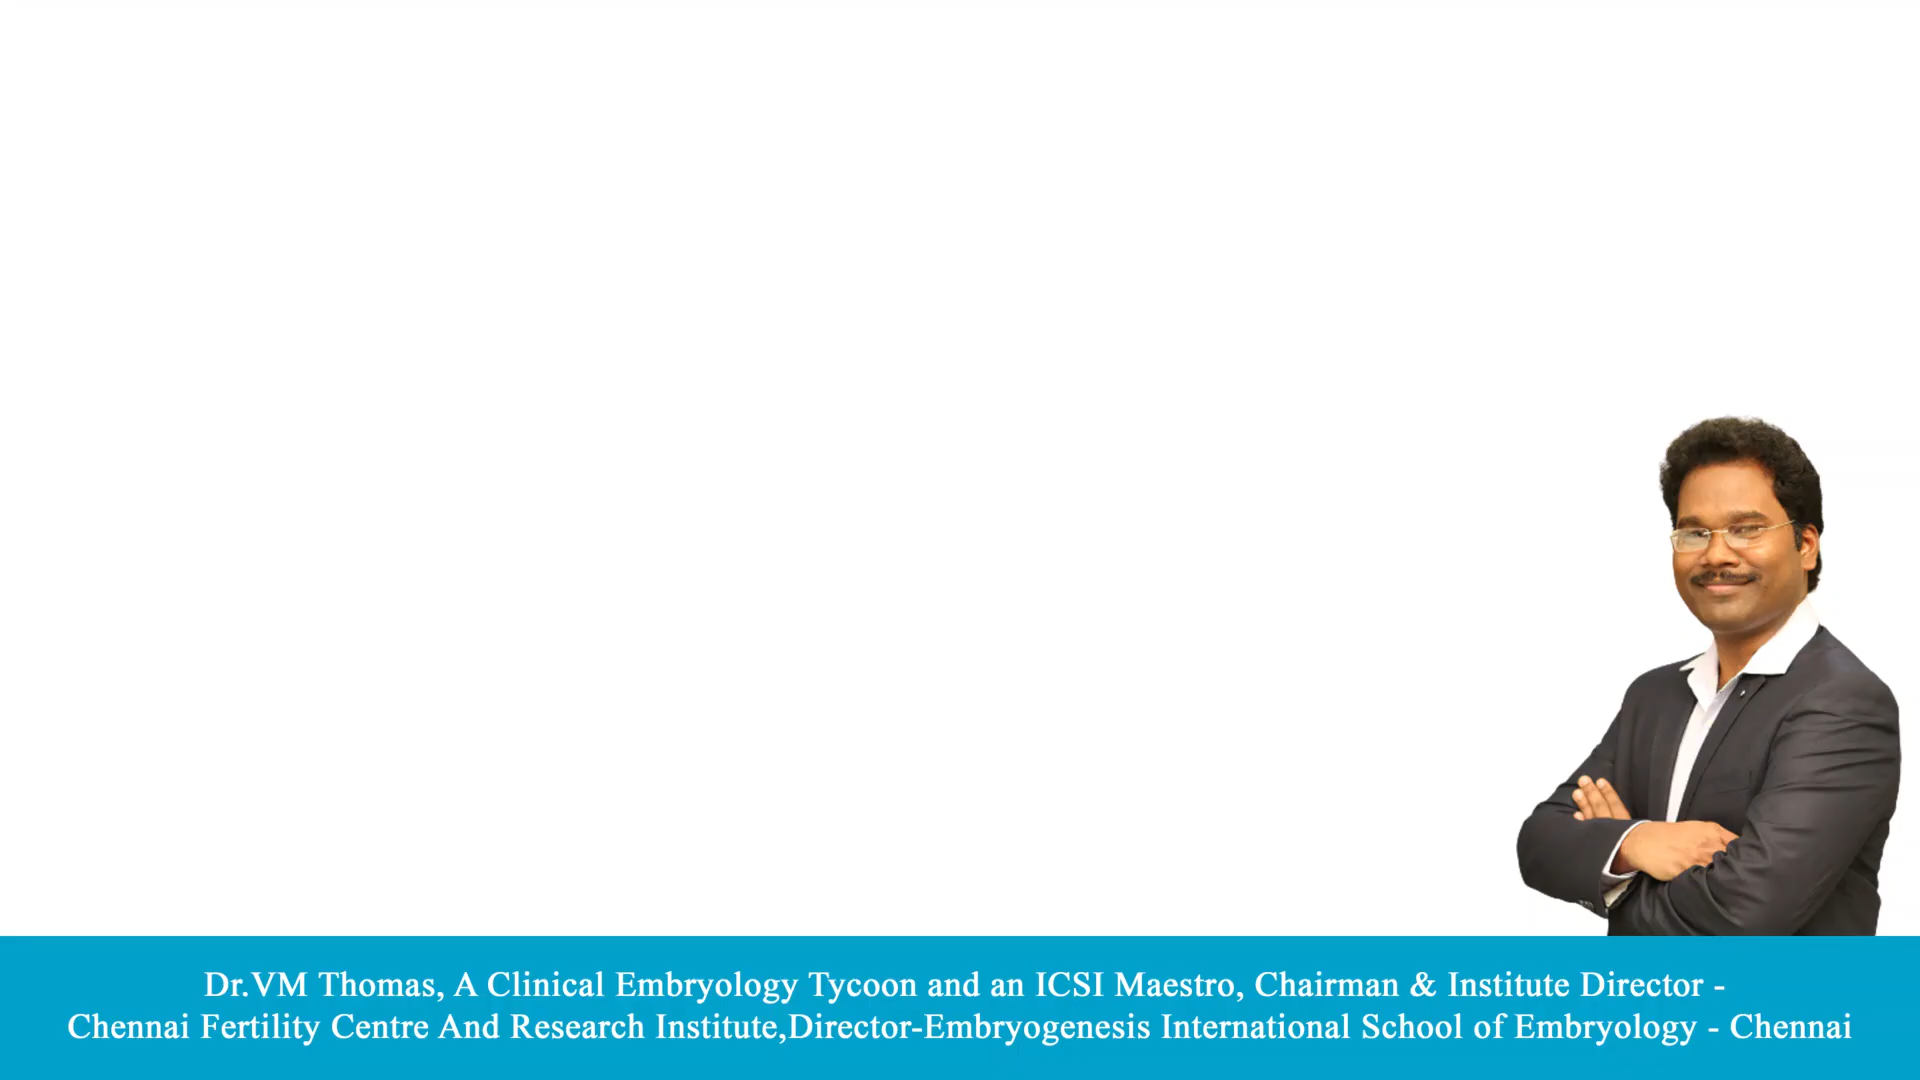 Dr.VM Thomas, A Clinical Embryology Tycoon and an ICSI Maestro, Chairman & Institute Director -
Chennai Fertility Centre And Research Institute,Director-Embryogenesis International School of Embryology - Chennai